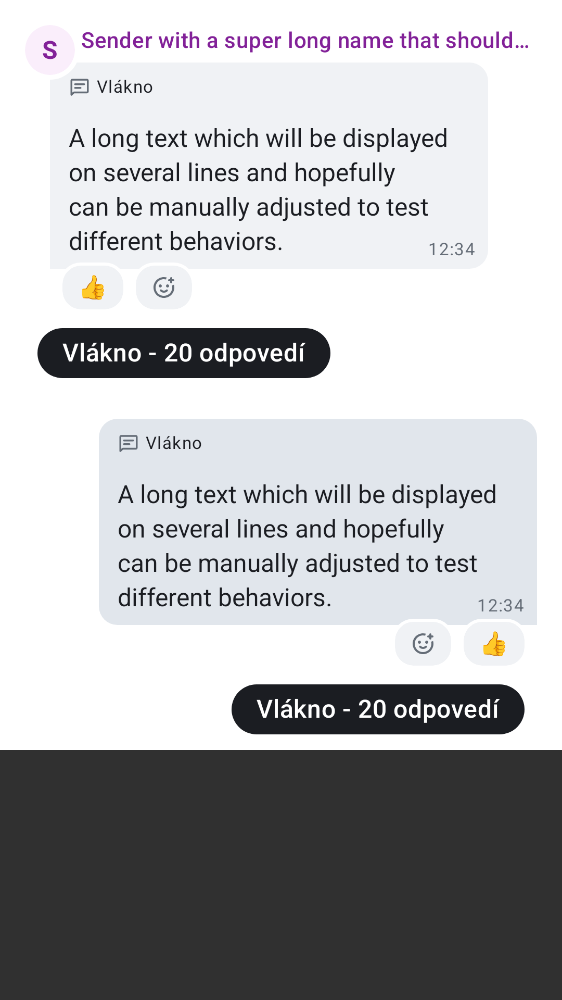 S
Sender with a super long name that should…
Vlákno
A long text which will be displayed
on several lines and hopefully
can be manually adjusted to test
different behaviors.
12:34
👍
Vlákno - 20 odpovedí
Vlákno
A long text which will be displayed
on several lines and hopefully
can be manually adjusted to test
different behaviors.
12:34
👍
Vlákno - 20 odpovedí